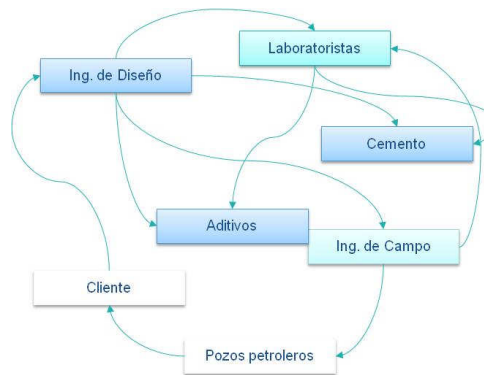 Laboratoristas
Ing. de Diseño
Cemento
Aditivos
Ing. de Campo
Cliente
Pozos petroleros